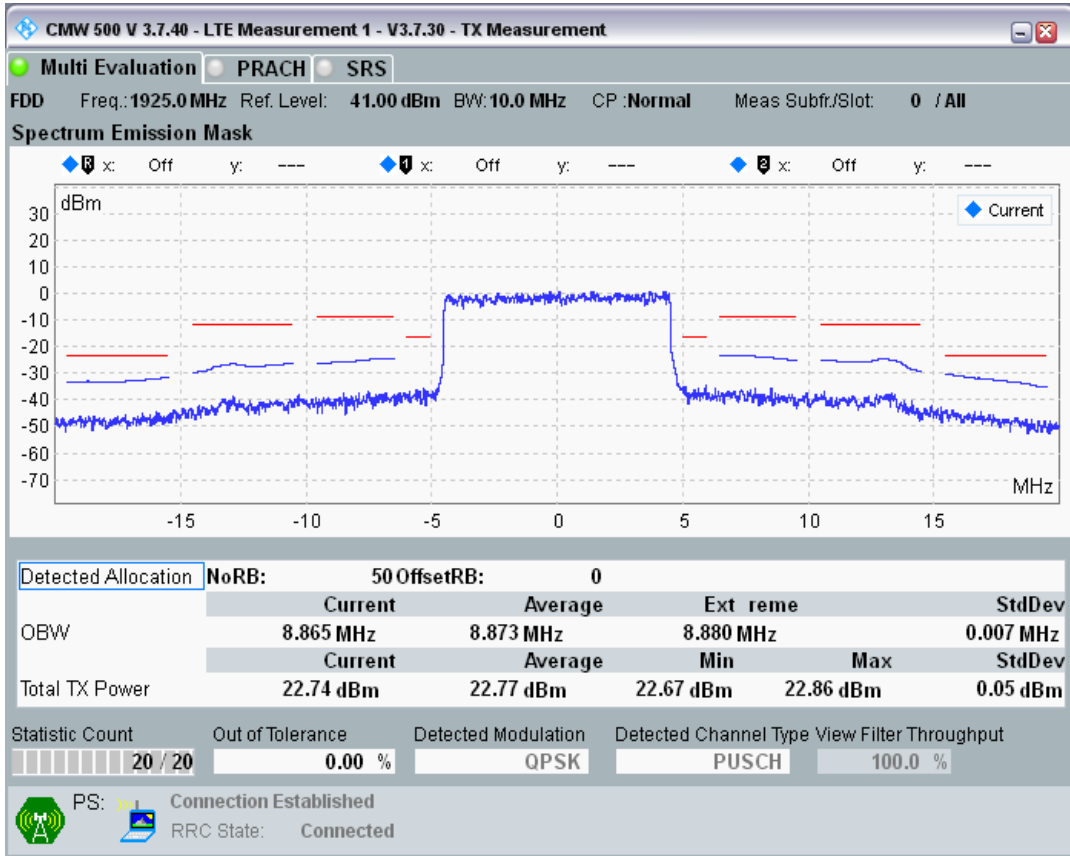 CMW 500 V 3.7.40 - LTE Measurement 1 - V3.7.30 - TX Measurement
Multi Evaluation PRACH SRS
FDD Freq.: 1925.0 MHz Ref. Level: 41.00 dBm BW: 10.0 MHz CP : Normal Meas Subfr./Slot: 0 / All
Spectrum Emission Mask
R x: Off y: --- 1 x: Off y: --- 2 x: Off y: ---
dBm
Current
30
20
10
0
-10
-20
-30
-40
-50
-60
-70
MHz
-15 -10 -5 0 5 10 15
Detected Allocation NoRB: 50 OffsetRB: 0
Current Average Ext reme StdDev
OBW 8.865 MHz 8.873 MHz 8.880 MHz 0.007 MHz
Current Average Min Max StdDev
Total TX Power 22.74 dBm 22.77 dBm 22.67 dBm 22.86 dBm 0.05 dBm
Statistic Count Out of Tolerance Detected Modulation Detected Channel Type View Filter Throughput
20 / 20 0.00 % QPSK PUSCH 100.0 %
PS: Connection Established
RRC State: Connected